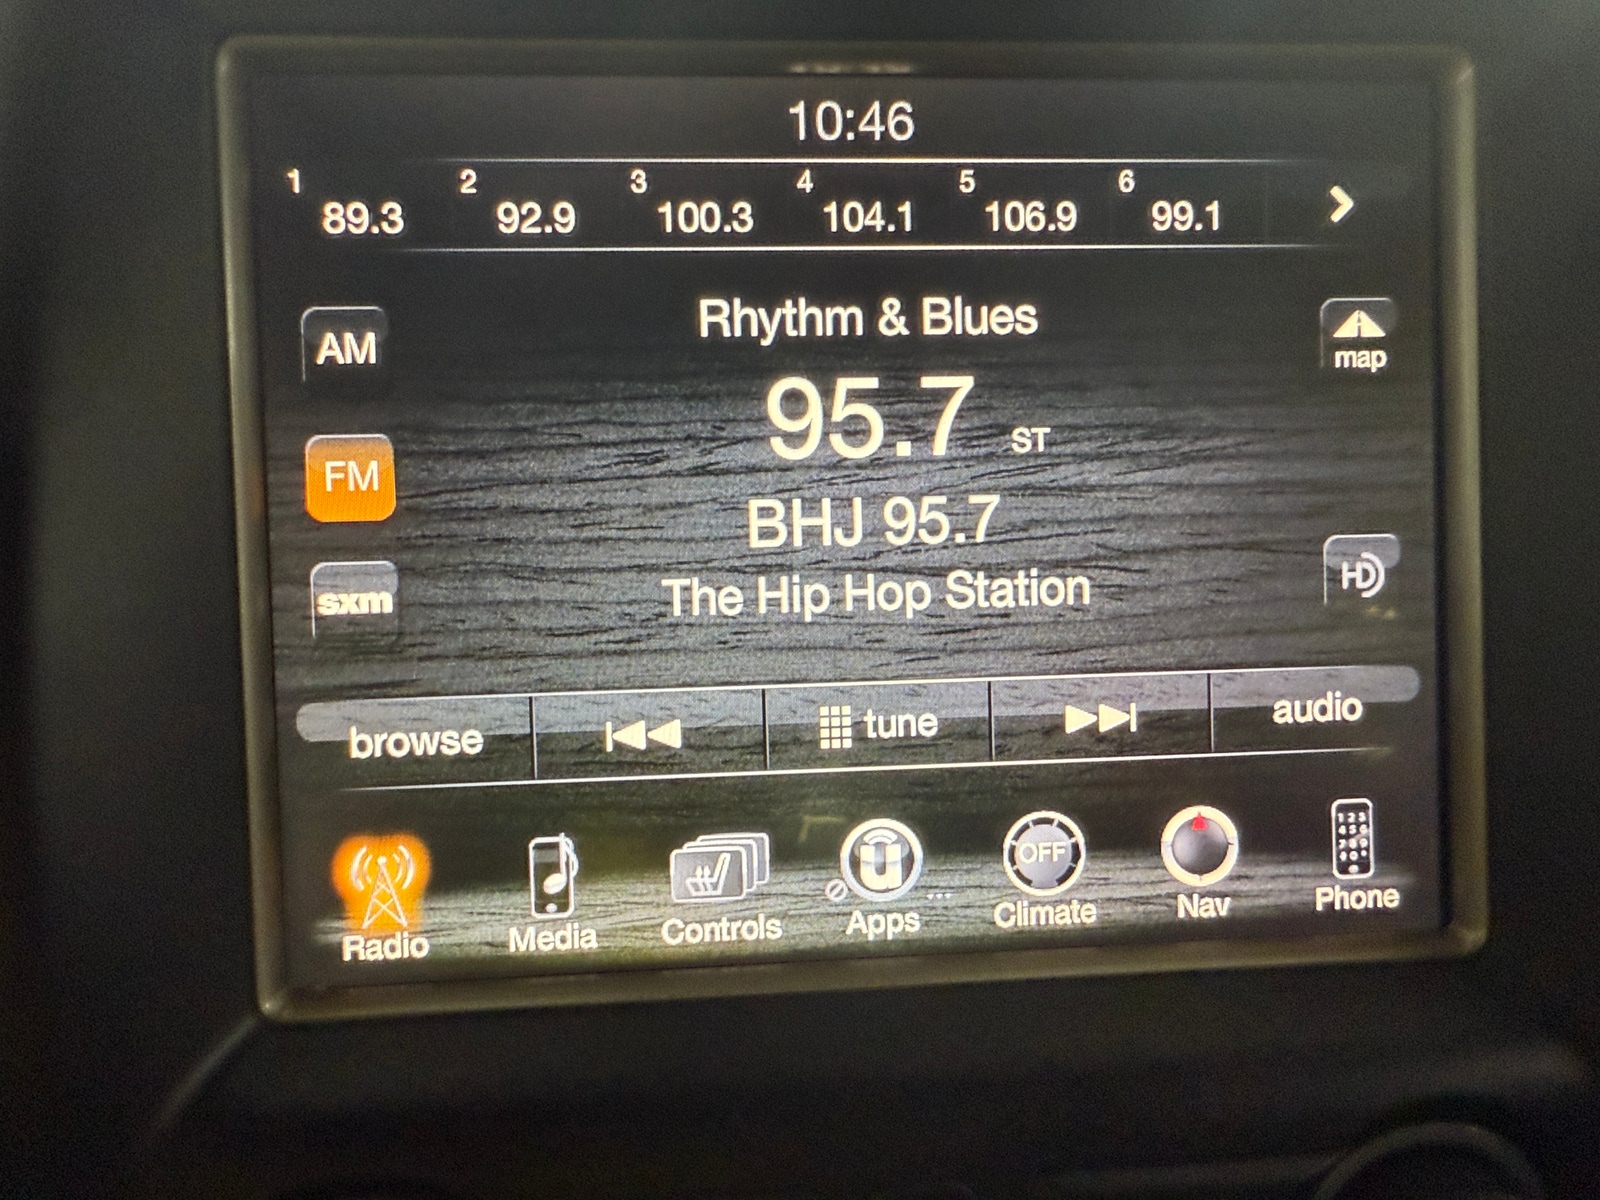 10:46
1 2 3 4 5 6
89.3 92.9 100.3 104.1 106.9 99.1
AM
Rhythm & Blues
map
95.7 ST
FM
BHJ 95.7
HD
sxm
The Hip Hop Station
browse tune audio
OFF
Radio Media Controls Apps Climate Nav Phone